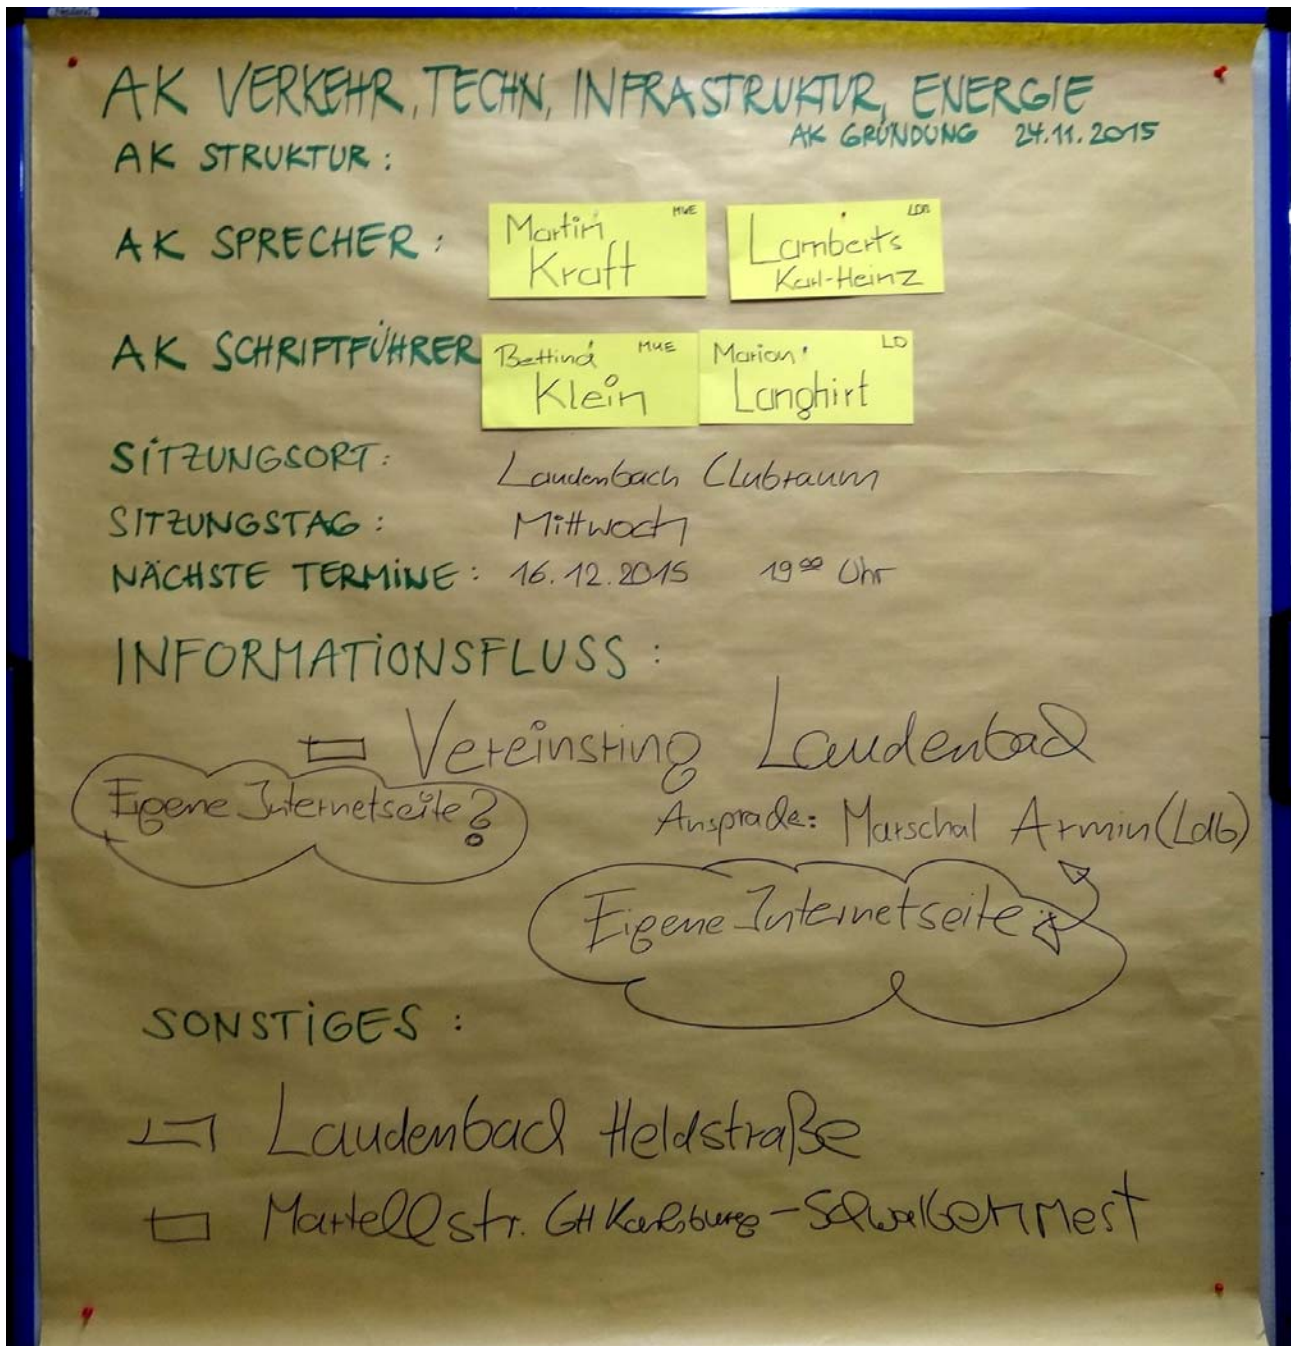 AK VERKEHR, TECHN, INFRASTRUKTUR, ENERGIE
AK GRÜNDUNG 24.11.2015
AK STRUKTUR:
AK SPRECHER:
Martin MUE
Kraft
Lamberts LDB
Karl-Heinz
AK SCHRIFTFÜHRER
Bettina MUE
Klein
Marion LD
Langhirt
SITZUNGSORT: Laudenbach Clubraum
SITZUNGSTAG: Mittwoch
NÄCHSTE TERMINE: 16.12.2015 19⁰⁰ Uhr
INFORMATIONSFLUSS:
Vereinsring Laudenbach
Eigene Internetseite?
Ansprache: Marschal Armin (Ldb)
Eigene Internetseite
SONSTIGES:
Laudenbach Heldstraße
Martellstr. GH Karlsburg - Schwalbennest